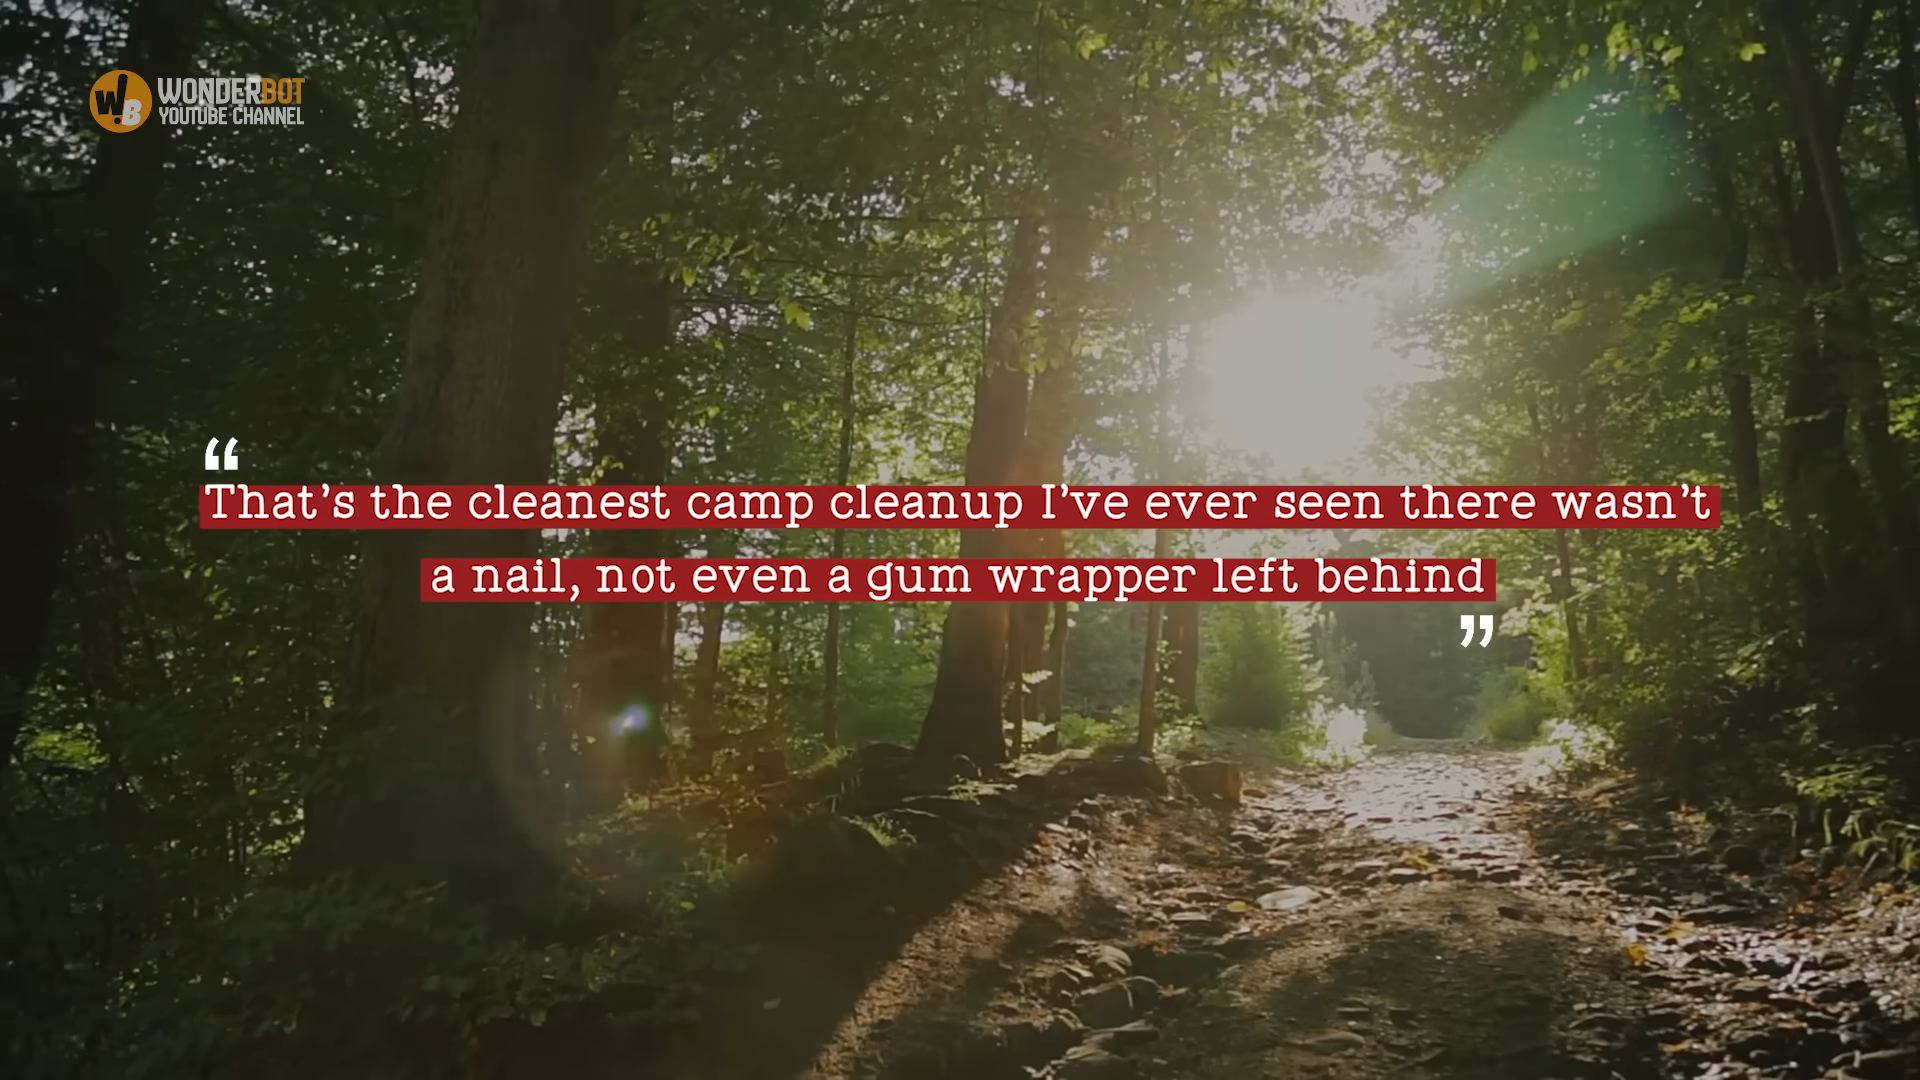 WONDERBOT
YOUTUBE CHANNEL
“
That’s the cleanest camp cleanup I’ve ever seen there wasn’t
a nail, not even a gum wrapper left behind
”